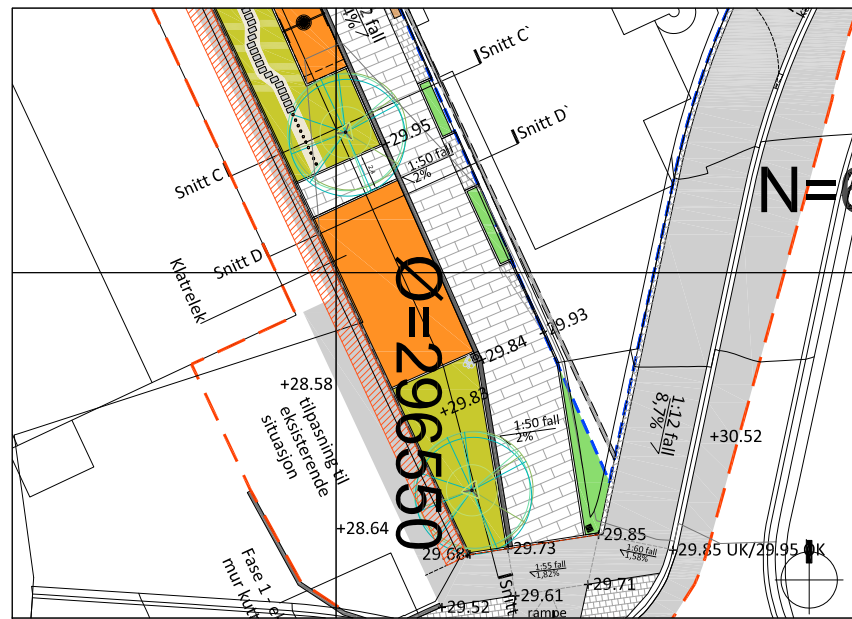 2 fall
4%
Snitt C`
Snitt D`
+29.95
1:50 fall
2%
Snitt C
N=6
Snitt D
Klatrelek
Ø=296550
+29.93
+29.84
+28.58
+29.83
tilpasning til
eksisterende
situasjon
1:50 fall
2%
1:12 fall
8,7%
+30.52
+28.64
+29.85
29.68
+29.73
1:60 fall
1,58%
+29.85 UK/29.95 OK
Fase 1 - e
mur kutt
1:55 fall
1,82%
+29.71
Snitt
+29.61
rampe
+29.52